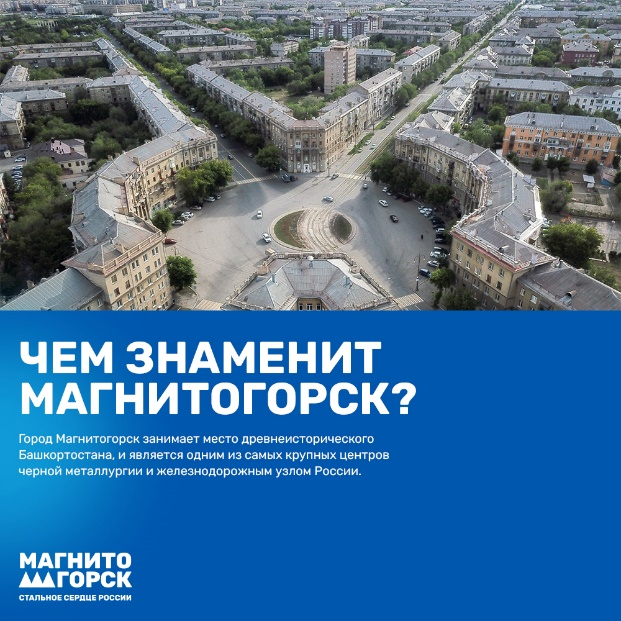 ЧЕМ ЗНАМЕНИТ
МАГНИТОГОРСК?
Город Магнитогорск занимает место древнеисторического
Башкортостана, и является одним из самых крупных центров
черной металлургии и железнодорожным узлом России.
МАГНИТО
ГОРСК
СТАЛЬНОЕ СЕРДЦЕ РОССИИ